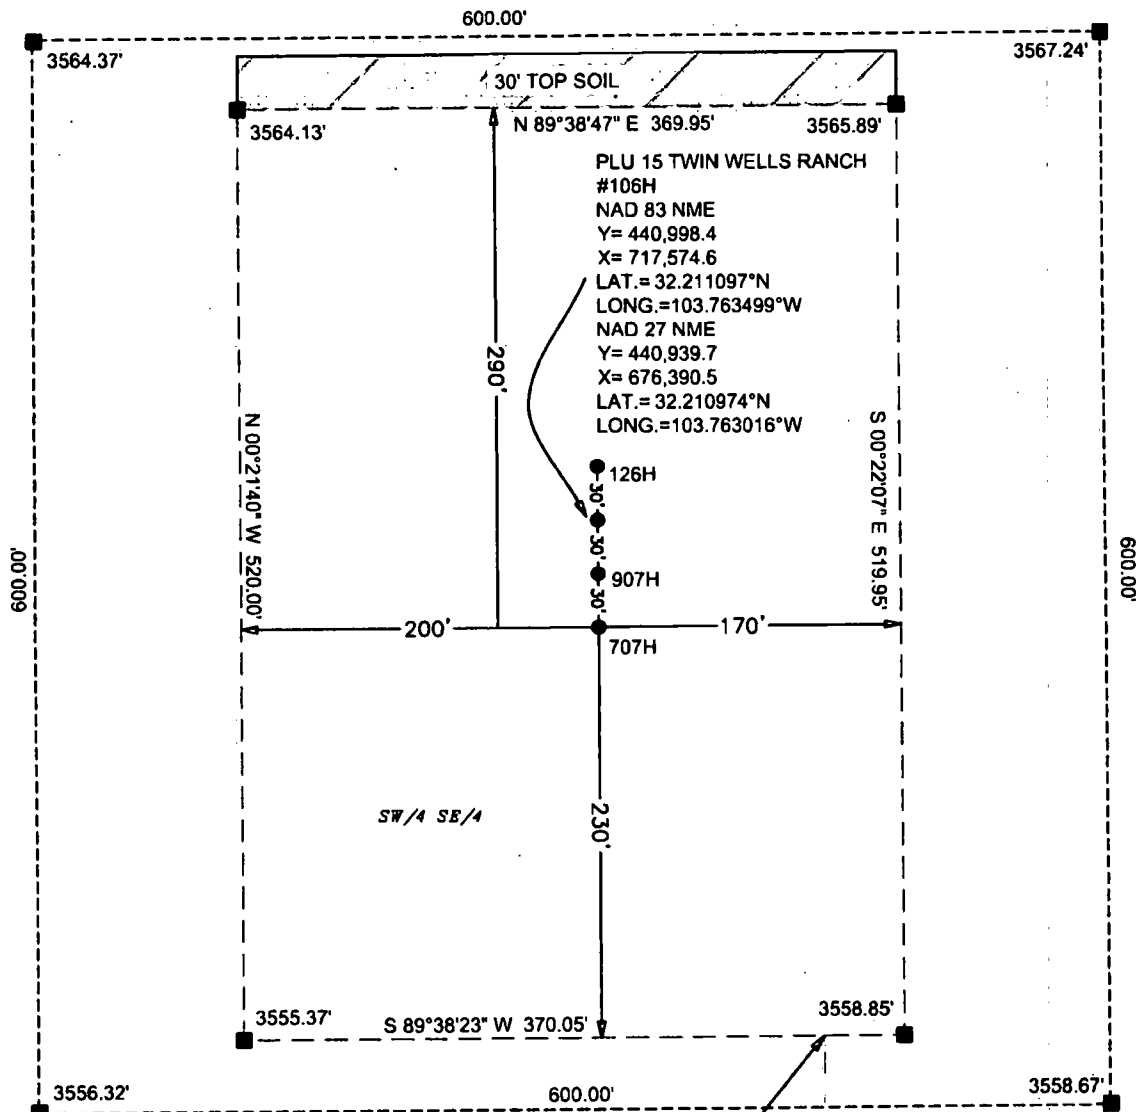 600.00'
3564.37'
3567.24'
30' TOP SOIL
3564.13'
N 89°38'47" E 369.95'
3565.89'
PLU 15 TWIN WELLS RANCH
#106H
NAD 83 NME
Y= 440,998.4
X= 717,574.6
LAT.= 32.211097°N
LONG.=103.763499°W
NAD 27 NME
Y= 440,939.7
X= 676,390.5
LAT.= 32.210974°N
LONG.=103.763016°W
290'
N 00°21'40" W 520.00'
S 00°22'07" E 519.95'
126H
30'
30'
907H
30'
600.00'
600.00'
200'
170'
707H
SW/4 SE/4
230'
3555.37'
S 89°38'23" W 370.05'
3558.85'
3556.32'
600.00'
3558.67'